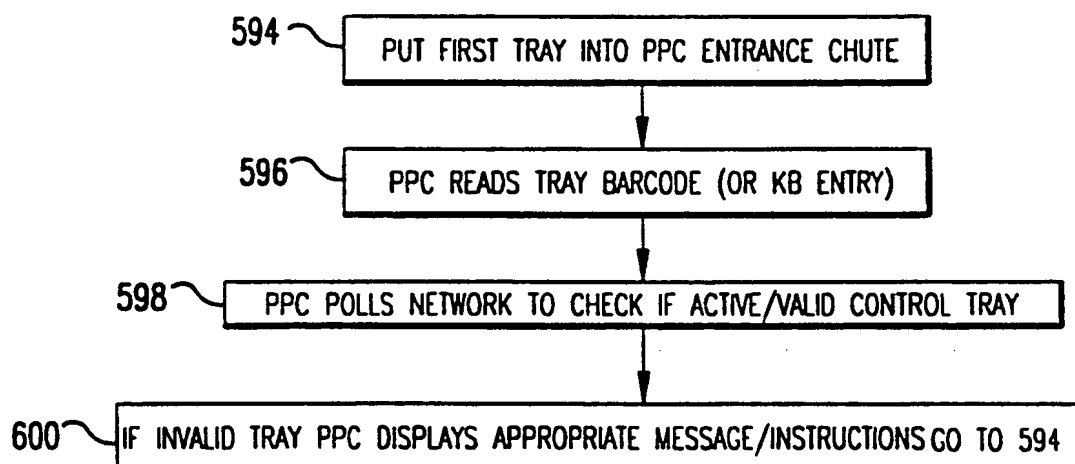 594 PUT FIRST TRAY INTO PPC ENTRANCE CHUTE
596 PPC READS TRAY BARCODE (OR KB ENTRY)
598 PPC POLLS NETWORK TO CHECK IF ACTIVE/VALID CONTROL TRAY
600 IF INVALID TRAY PPC DISPLAYS APPROPRIATE MESSAGE/INSTRUCTIONS GO TO 594